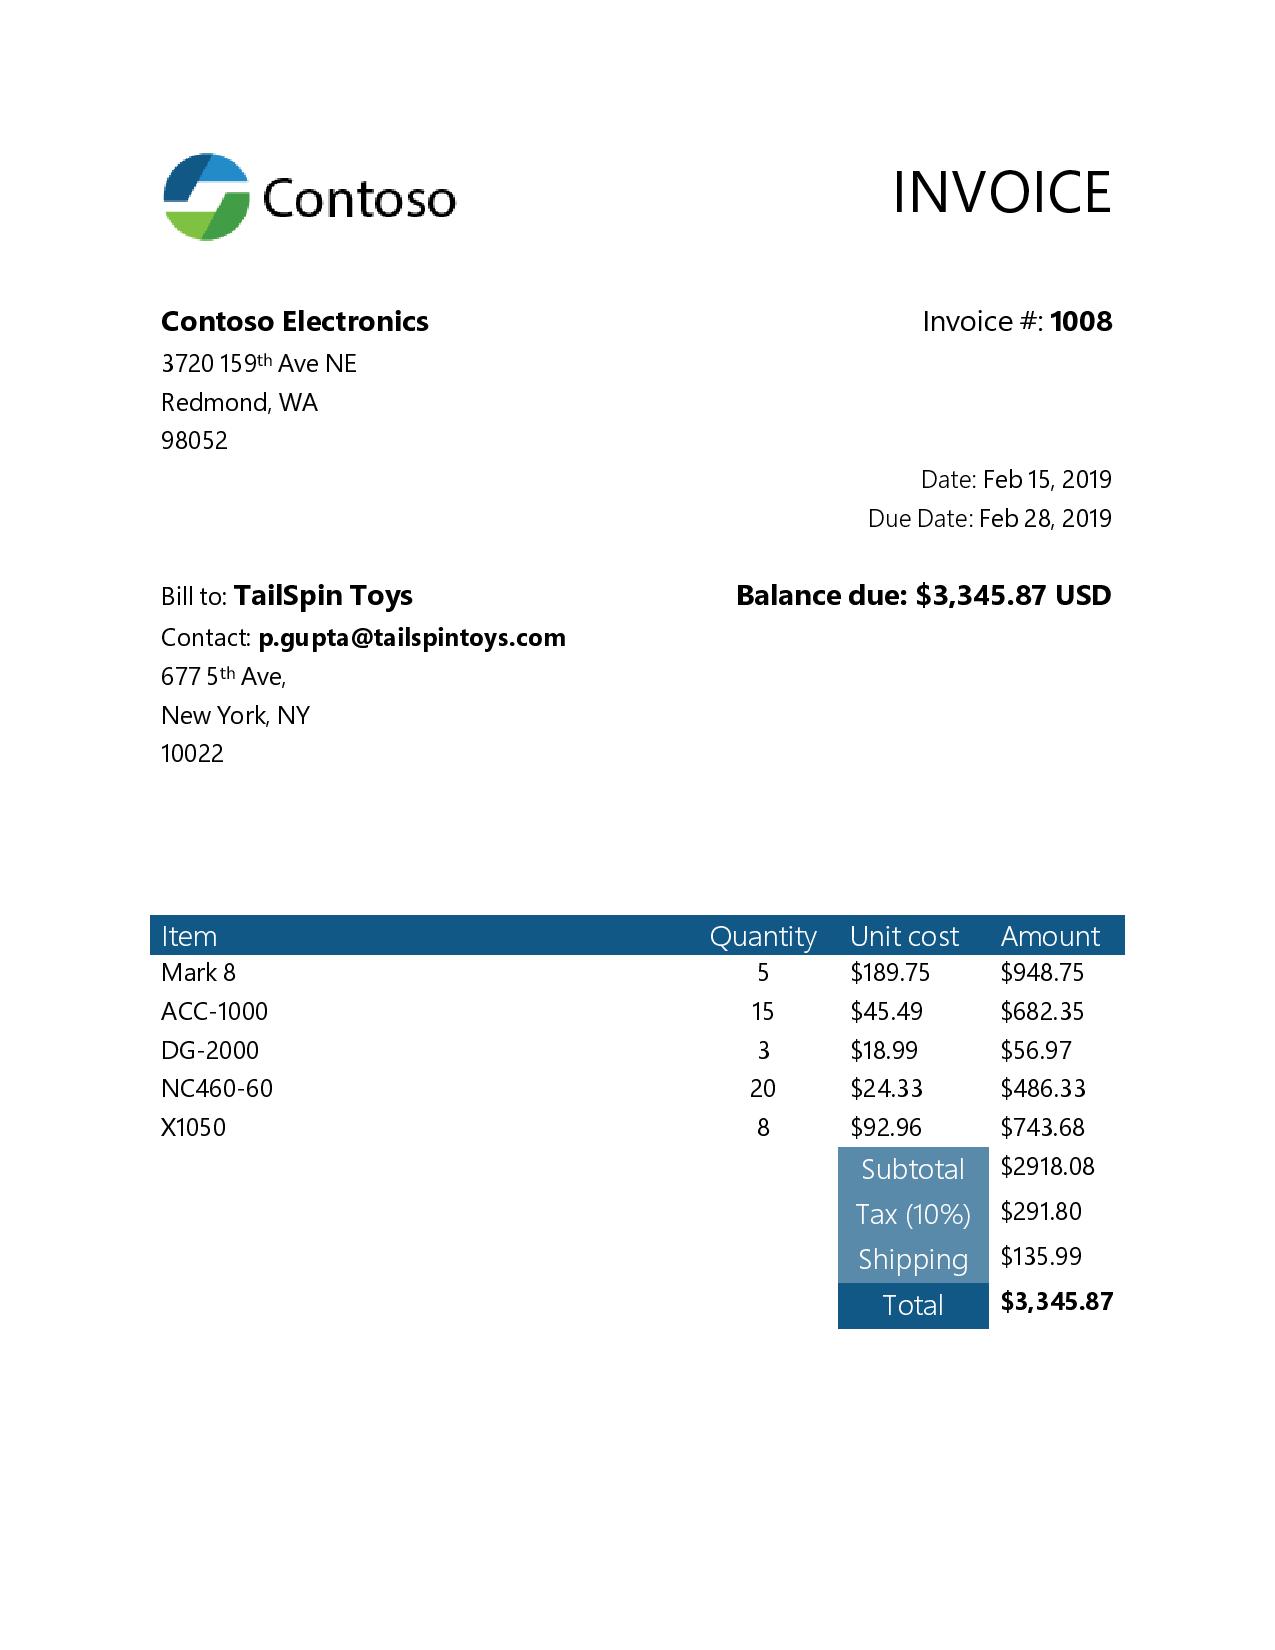 Contoso
INVOICE
Contoso Electronics
Invoice #: 1008
3720 159th Ave NE
Redmond, WA
98052
Date: Feb 15, 2019
Due Date: Feb 28, 2019
Bill to: TailSpin Toys
Balance due: $3,345.87 USD
Contact: p.gupta@tailspintoys.com
677 5th Ave,
New York, NY
10022
Item Quantity Unit cost Amount
Mark 8 5 $189.75 $948.75
ACC-1000 15 $45.49 $682.35
DG-2000 3 $18.99 $56.97
NC460-60 20 $24.33 $486.33
X1050 8 $92.96 $743.68
Subtotal $2918.08
Tax (10%) $291.80
Shipping $135.99
Total $3,345.87